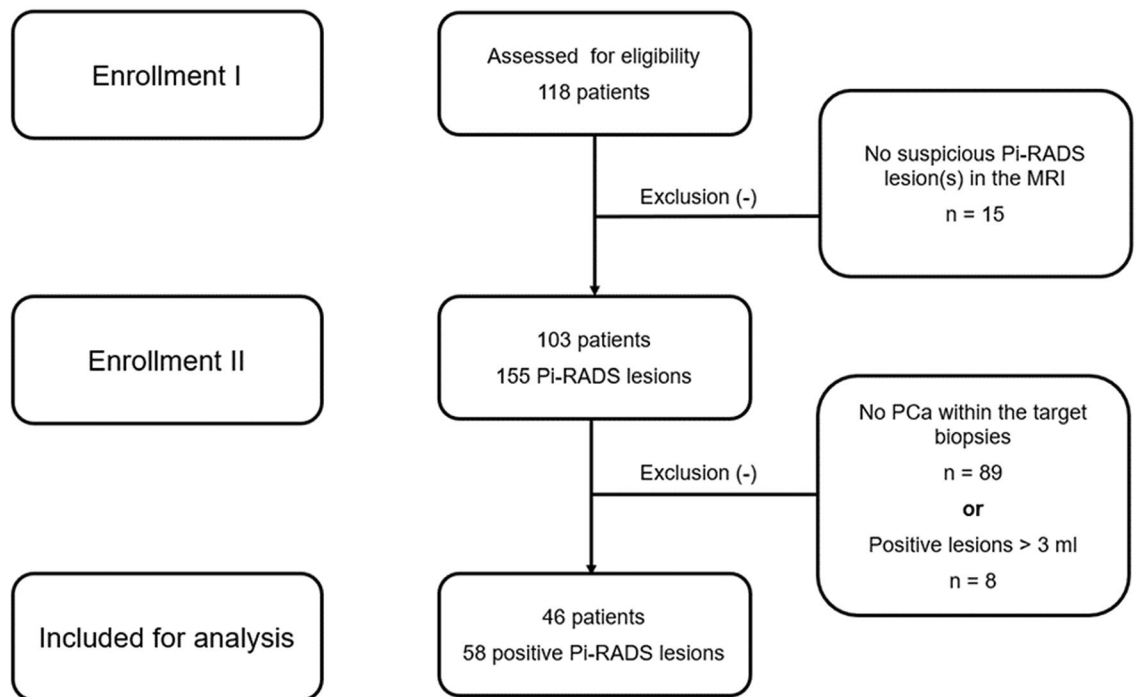 Enrollment I
Assessed for eligibility
118 patients
No suspicious Pi-RADS
lesion(s) in the MRI
n = 15
Exclusion (-)
Enrollment II
103 patients
155 Pi-RADS lesions
No PCa within the target
biopsies
n = 89
or
Positive lesions > 3 ml
n = 8
Exclusion (-)
Included for analysis
46 patients
58 positive Pi-RADS lesions